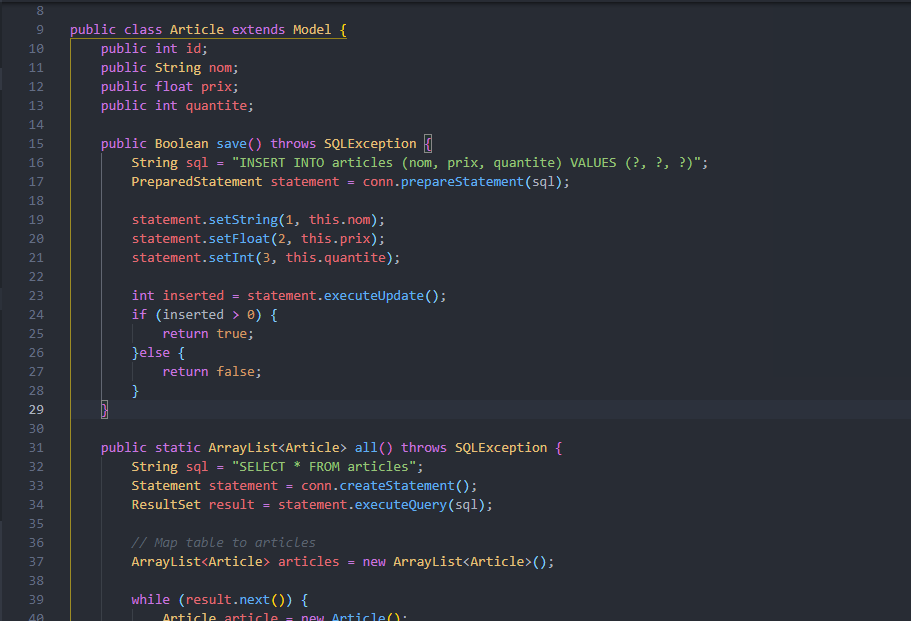 8
9 public class Article extends Model {
10 public int id;
11 public String nom;
12 public float prix;
13 public int quantite;
14
15 public Boolean save() throws SQLException {
16 String sql = "INSERT INTO articles (nom, prix, quantite) VALUES (?, ?, ?)";
17 PreparedStatement statement = conn.prepareStatement(sql);
18
19 statement.setString(1, this.nom);
20 statement.setFloat(2, this.prix);
21 statement.setInt(3, this.quantite);
22
23 int inserted = statement.executeUpdate();
24 if (inserted > 0) {
25 return true;
26 }else {
27 return false;
28 }
29 }
30
31 public static ArrayList<Article> all() throws SQLException {
32 String sql = "SELECT * FROM articles";
33 Statement statement = conn.createStatement();
34 ResultSet result = statement.executeQuery(sql);
35
36 // Map table to articles
37 ArrayList<Article> articles = new ArrayList<Article>();
38
39 while (result.next()) {
40 Article article = new Article();